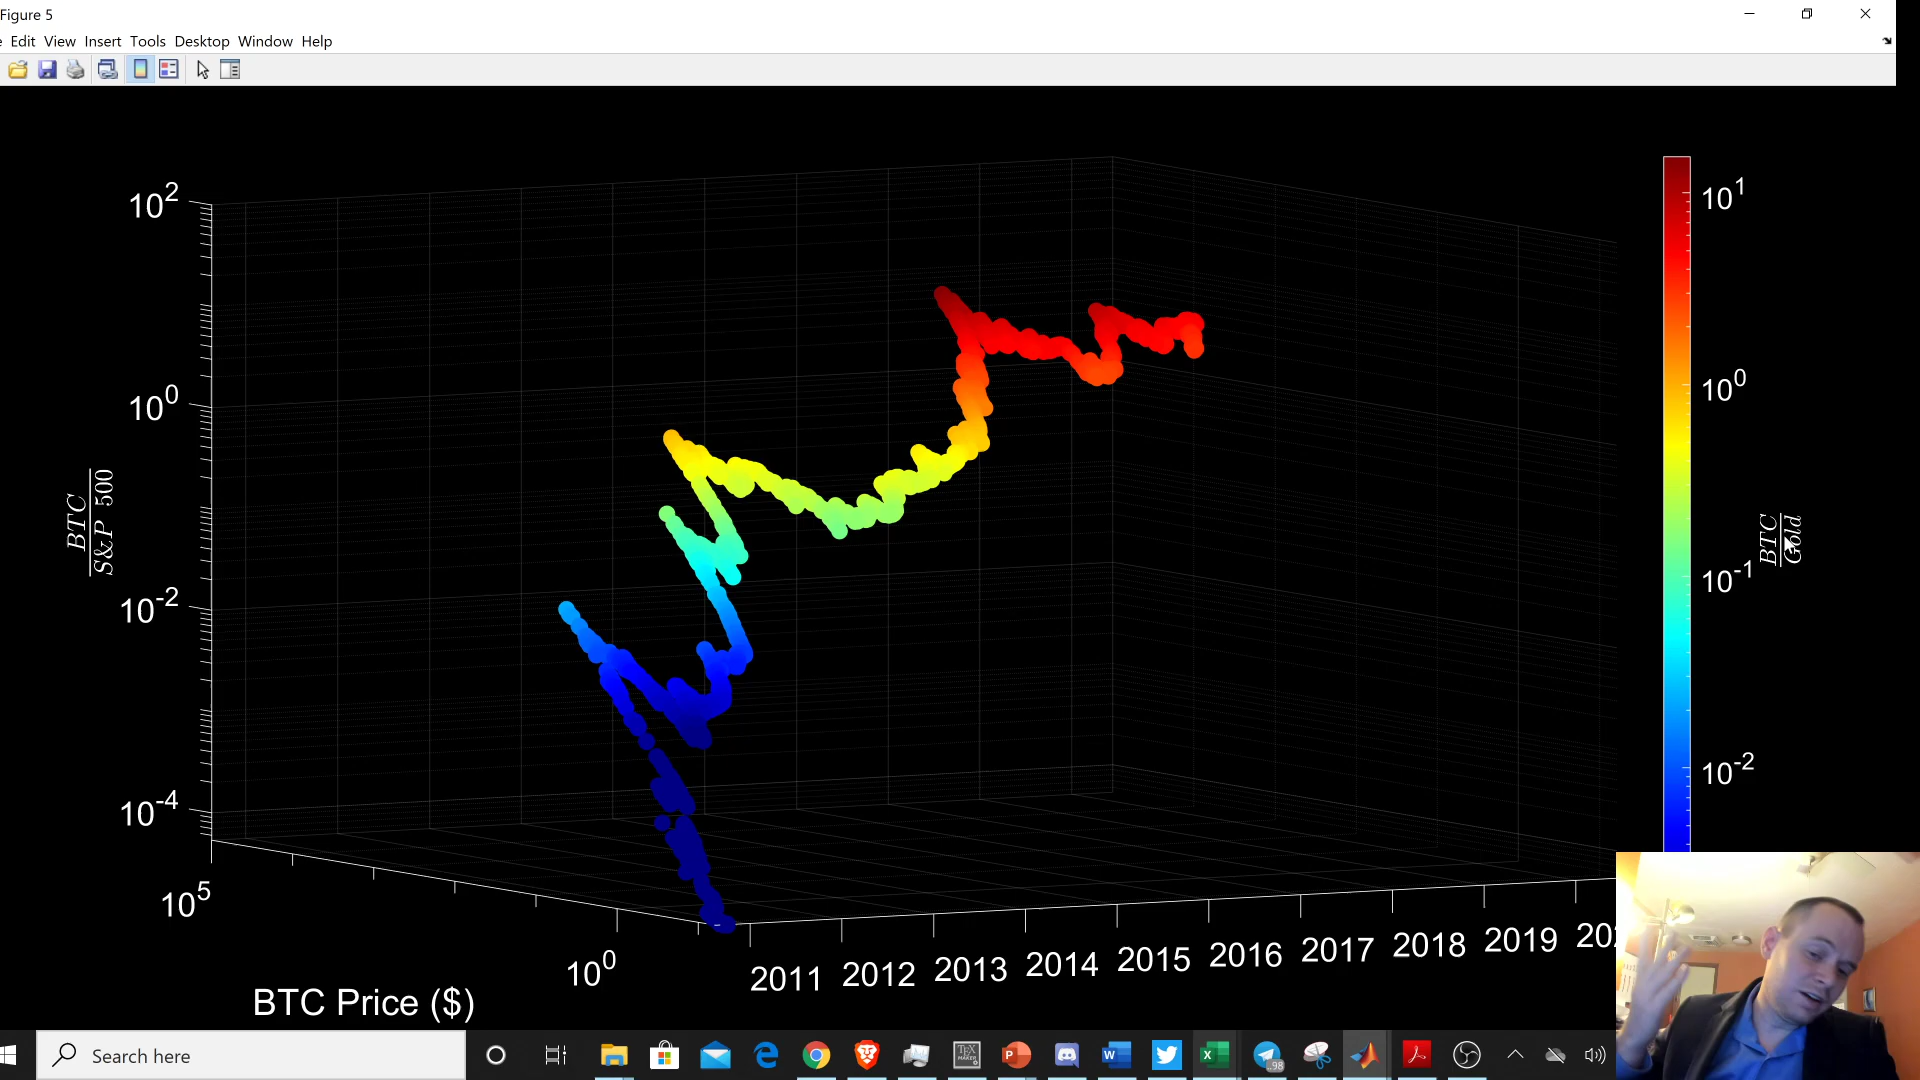 Figure 5
Edit View Insert Tools Desktop Window Help
10^2
10^0
10^-2
10^-4
BTC
S&P 500
10^5
10^0
BTC Price ($)
2011 2012 2013 2014 2015 2016 2017 2018 2019
10^1
10^0
10^-1
10^-2
BTC
Gold
Search here